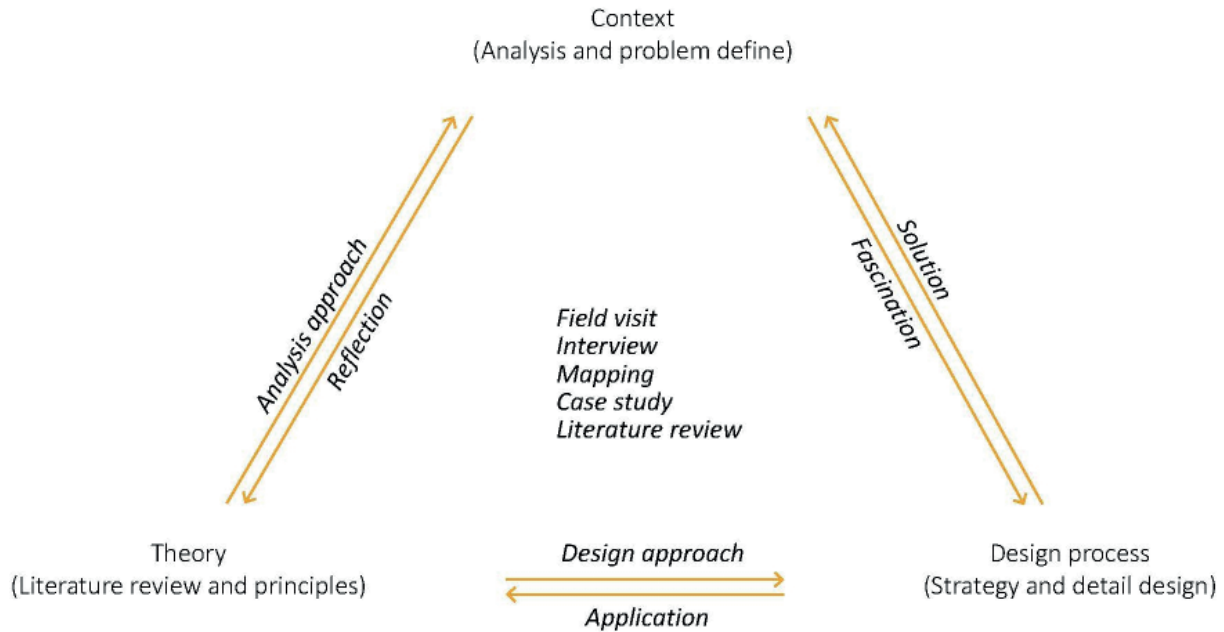 Context
(Analysis and problem define)
Analysis approach
Reflection
Solution
Fascination
Field visit
Interview
Mapping
Case study
Literature review
Theory
(Literature review and principles)
Design approach
Application
Design process
(Strategy and detail design)